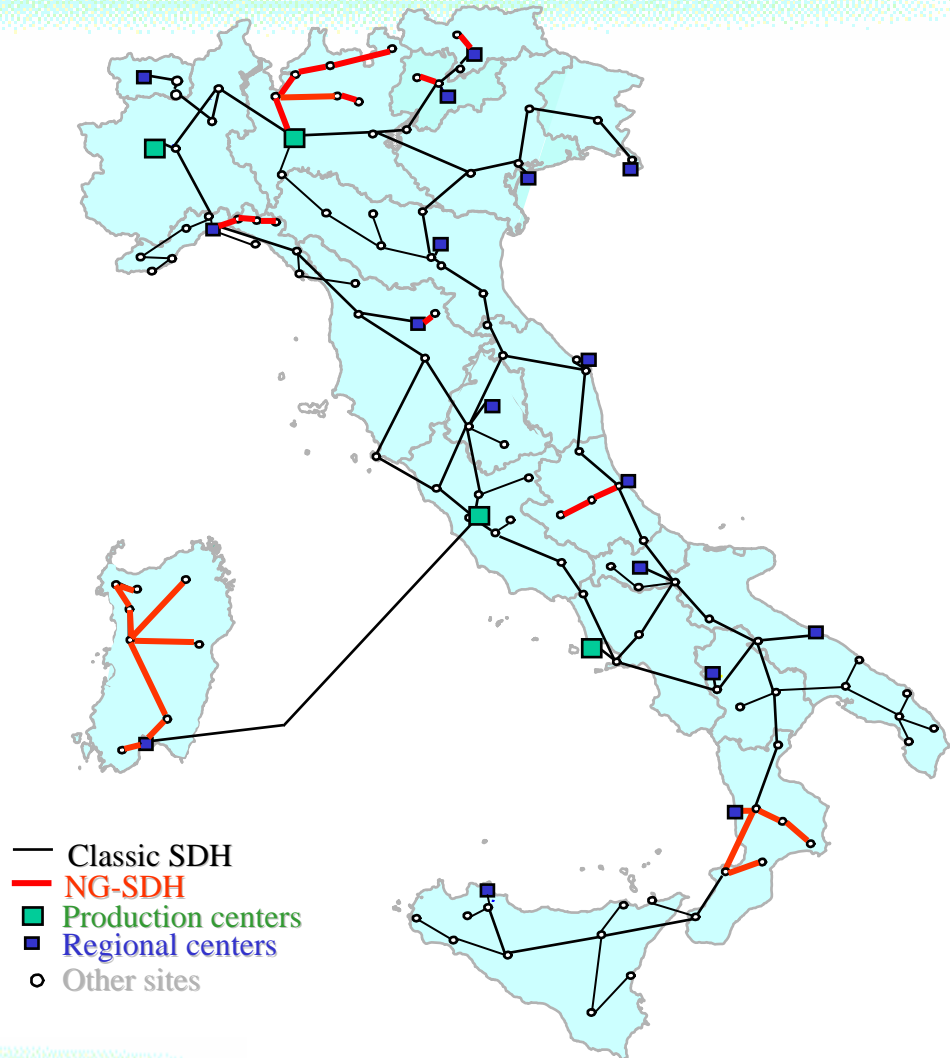 Classic SDH
NG-SDH
Production centers
Regional centers
Other sites